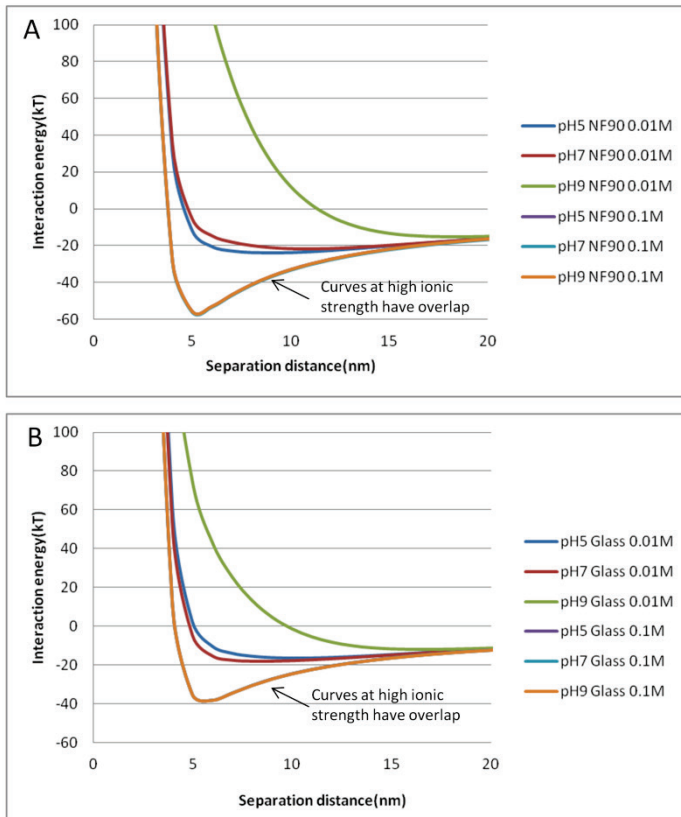 A
100
80
60
40
20
0
-20
-40
-60
Interaction energy(kT)
0 5 10 15 20
Separation distance(nm)
Curves at high ionic
strength have overlap
pH5 NF90 0.01M
pH7 NF90 0.01M
pH9 NF90 0.01M
pH5 NF90 0.1M
pH7 NF90 0.1M
pH9 NF90 0.1M
B
100
80
60
40
20
0
-20
-40
-60
Interaction energy(kT)
0 5 10 15 20
Separation distance(nm)
Curves at high ionic
strength have overlap
pH5 Glass 0.01M
pH7 Glass 0.01M
pH9 Glass 0.01M
pH5 Glass 0.1M
pH7 Glass 0.1M
pH9 Glass 0.1M